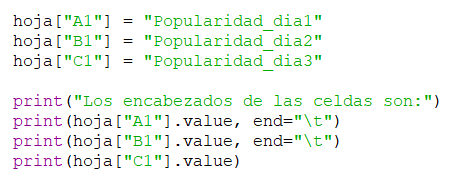 hoja["A1"] = "Popularidad_dia1"
hoja["B1"] = "Popularidad_dia2"
hoja["C1"] = "Popularidad_dia3"
print("Los encabezados de las celdas son:")
print(hoja["A1"].value, end="\t")
print(hoja["B1"].value, end="\t")
print(hoja["C1"].value)